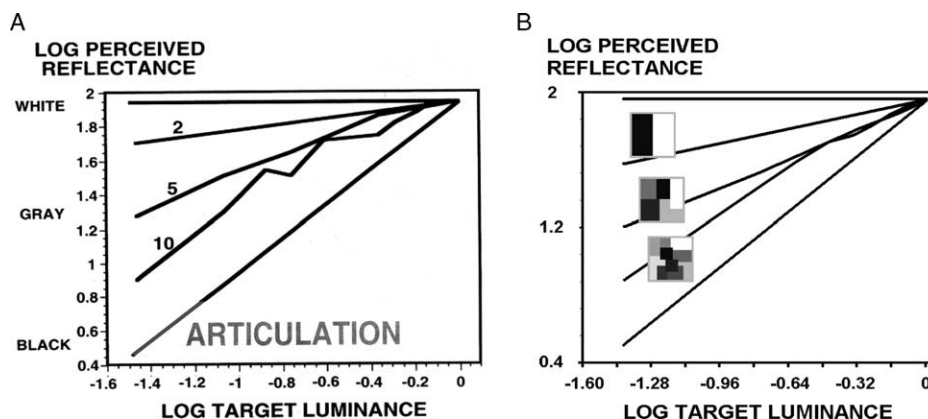 A
LOG PERCEIVED
REFLECTANCE
WHITE
GRAY
BLACK
2
1.8
1.6
1.4
1.2
1
0.8
0.6
0.4
2
5
10
ARTICULATION
-1.6 -1.4 -1.2 -1 -0.8 -0.6 -0.4 -0.2 0
LOG TARGET LUMINANCE
B
LOG PERCEIVED
REFLECTANCE
2
1.2
0.4
-1.60 -1.28 -0.96 -0.64 -0.32 0
LOG TARGET LUMINANCE